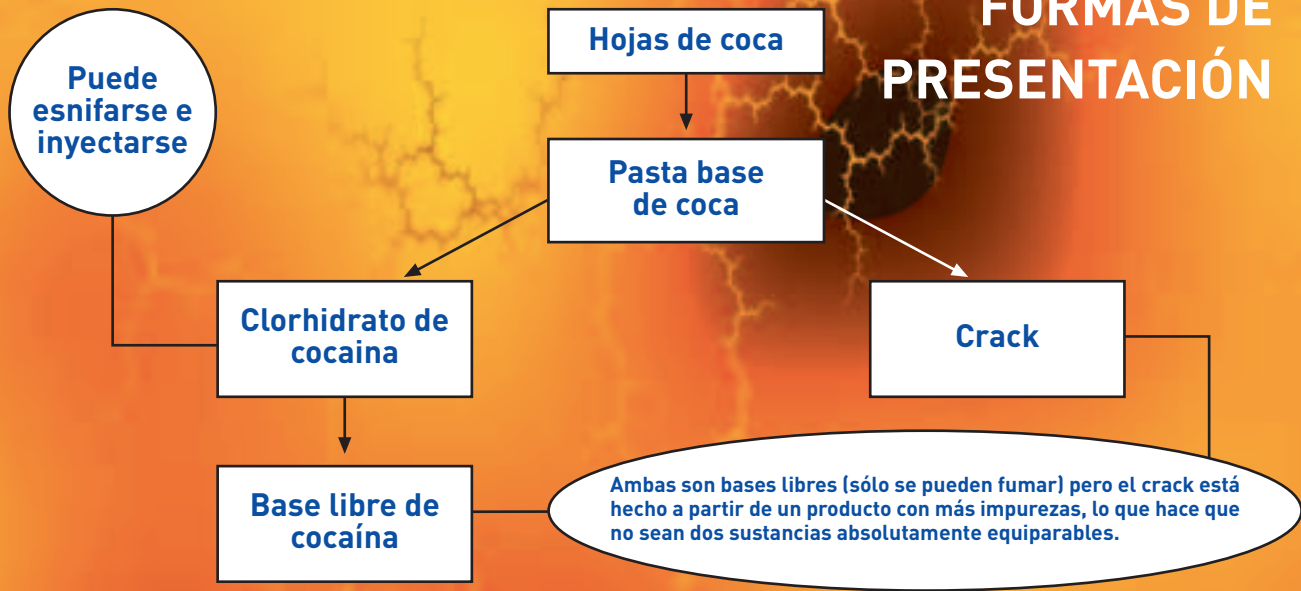 FORMAS DE
PRESENTACIÓN
Hojas de coca
Puede
esnifarse e
inyectarse
Pasta base
de coca
Clorhidrato de
cocaina
Crack
Base libre de
cocaína
Ambas son bases libres (sólo se pueden fumar) pero el crack está
hecho a partir de un producto con más impurezas, lo que hace que
no sean dos sustancias absolutamente equiparables.